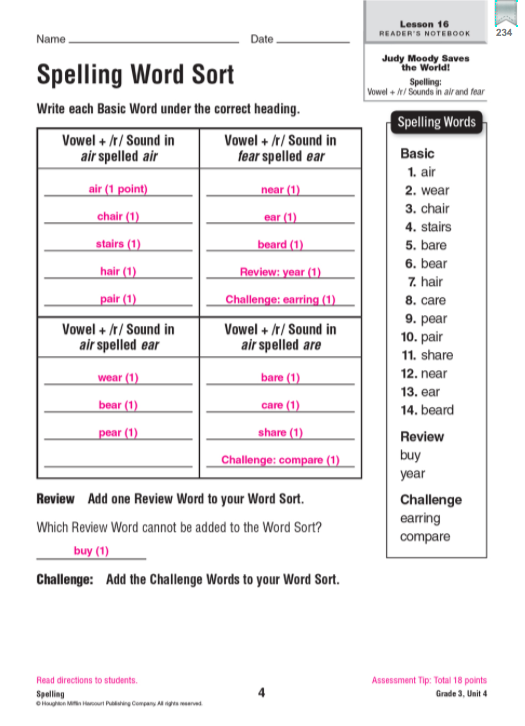 Name
Date
Lesson 16
READER'S NOTEBOOK
234
Judy Moody Saves
the World!
Spelling:
Vowel + /r/ Sounds in air and fear
Spelling Word Sort
Write each Basic Word under the correct heading.
Vowel + /r/ Sound in
air spelled air
air (1 point)
chair (1)
stairs (1)
hair (1)
pair (1)
Vowel + /r/ Sound in
fear spelled ear
near (1)
ear (1)
beard (1)
Review: year (1)
Challenge: earring (1)
Vowel + /r/ Sound in
air spelled ear
wear (1)
bear (1)
pear (1)
Vowel + /r/ Sound in
air spelled are
bare (1)
care (1)
share (1)
Challenge: compare (1)
Spelling Words
Basic
1. air
2. wear
3. chair
4. stairs
5. bare
6. bear
7. hair
8. care
9. pear
10. pair
11. share
12. near
13. ear
14. beard
Review
buy
year
Challenge
earring
compare
Review Add one Review Word to your Word Sort.
Which Review Word cannot be added to the Word Sort?
buy (1)
Challenge: Add the Challenge Words to your Word Sort.
Read directions to students.
Assessment Tip: Total 18 points
Spelling
4
Grade 3, Unit 4
© Houghton Mifflin Harcourt Publishing Company. All rights reserved.